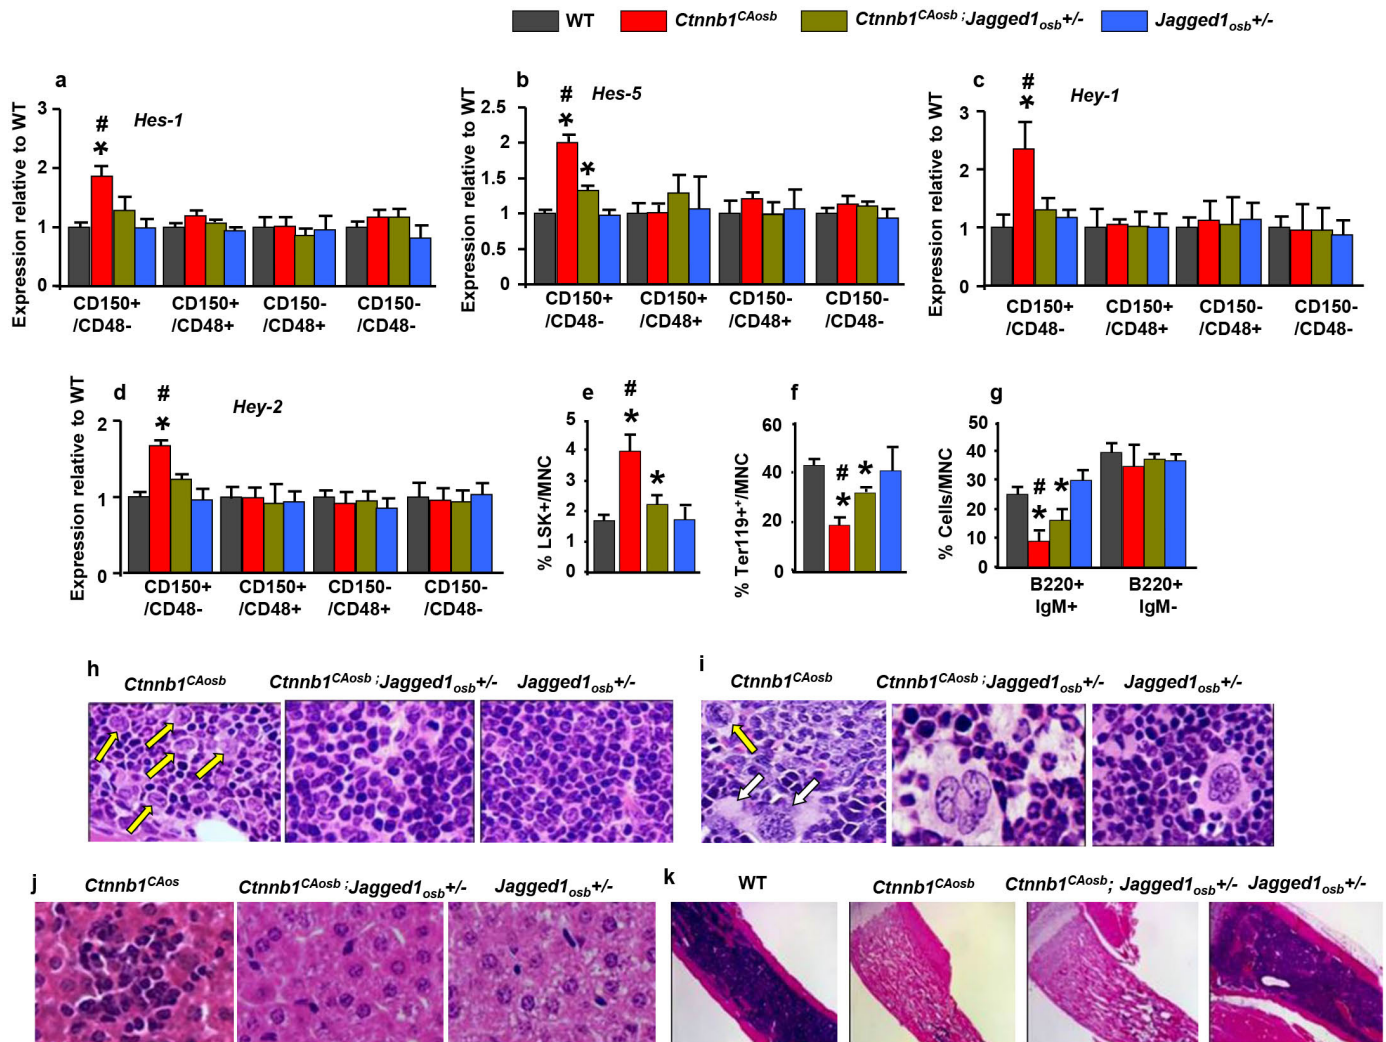 WT Ctnnb1CAosb Ctnnb1CAosb ;Jagged1osb+/- Jagged1osb+/-
a
Hes-1
# *
Expression relative to WT
3
2
1
0
CD150+ CD150+ CD150- CD150-
/CD48- /CD48+ /CD48+ /CD48-
b
Hes-5
# * *
Expression relative to WT
2.5
2
1.5
1
0.5
0
CD150+ CD150+ CD150- CD150-
/CD48- /CD48+ /CD48+ /CD48-
c
Hey-1
# *
Expression relative to WT
3
2
1
0
CD150+ CD150+ CD150- CD150-
/CD48- /CD48+ /CD48+ /CD48-
d
Hey-2
# *
Expression relative to WT
2
1
0
CD150+ CD150+ CD150- CD150-
/CD48- /CD48+ /CD48+ /CD48-
e
# * *
% LSK+/MNC
5
4
3
2
1
0
f
# * *
% Ter119++/MNC
60
40
20
0
g
# * *
% Cells/MNC
50
40
30
20
10
0
B220+ B220+
IgM+ IgM-
h
Ctnnb1CAosb Ctnnb1CAosb ;Jagged1osb+/- Jagged1osb+/-
i
Ctnnb1CAosb Ctnnb1CAosb ;Jagged1osb+/- Jagged1osb+/-
j
Ctnnb1CAos Ctnnb1CAosb ;Jagged1osb+/- Jagged1osb+/-
k
WT Ctnnb1CAosb Ctnnb1CAosb; Jagged1osb+/- Jagged1osb+/-